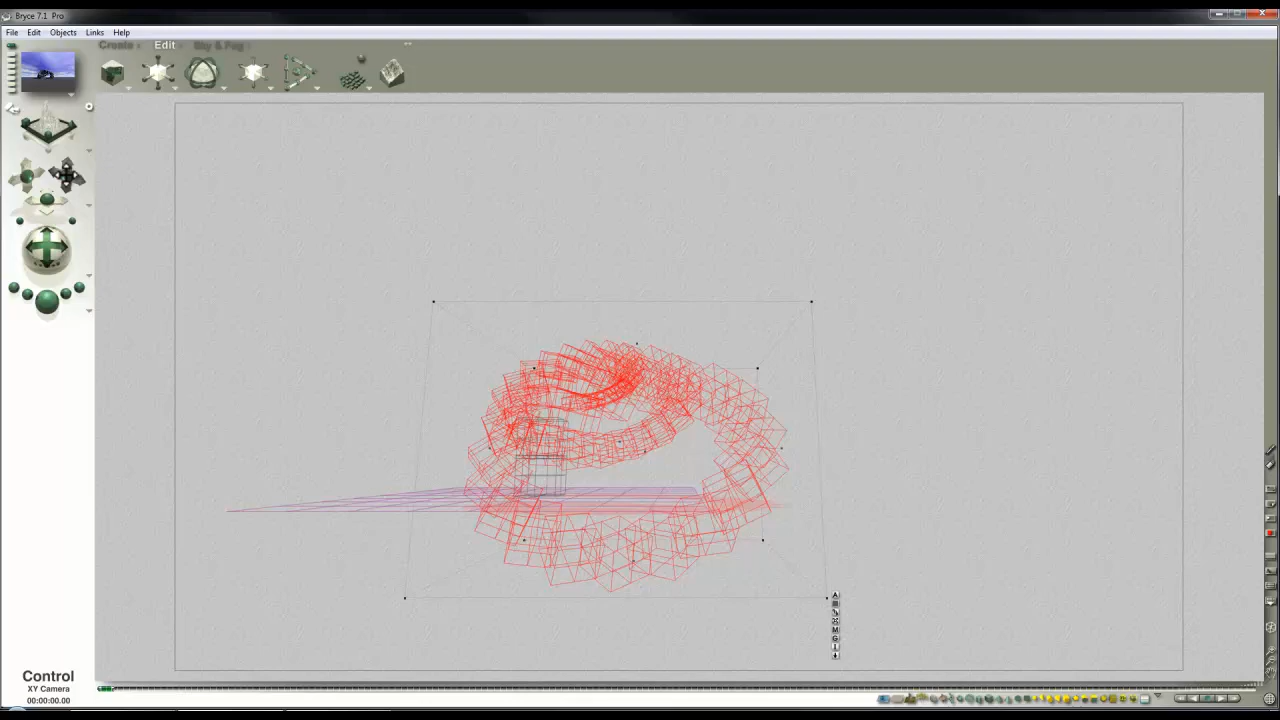 Bryce 7.1 Pro
File Edit Objects Links Help
Create Edit Sky & Fog
A
M
G
Control
XY Camera
00:00:00.00